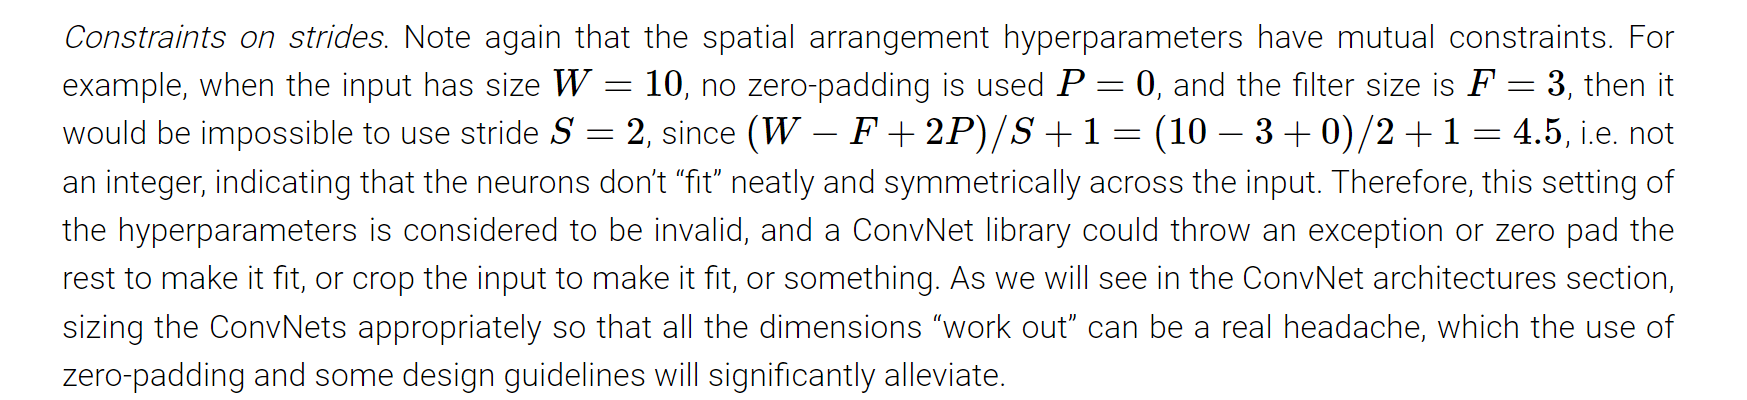 Constraints on strides. Note again that the spatial arrangement hyperparameters have mutual constraints. For
example, when the input has size W = 10, no zero-padding is used P = 0, and the filter size is F = 3, then it
would be impossible to use stride S = 2, since (W − F + 2P)/S + 1 = (10 − 3 + 0)/2 + 1 = 4.5, i.e. not
an integer, indicating that the neurons don't “fit” neatly and symmetrically across the input. Therefore, this setting of
the hyperparameters is considered to be invalid, and a ConvNet library could throw an exception or zero pad the
rest to make it fit, or crop the input to make it fit, or something. As we will see in the ConvNet architectures section,
sizing the ConvNets appropriately so that all the dimensions “work out” can be a real headache, which the use of
zero-padding and some design guidelines will significantly alleviate.